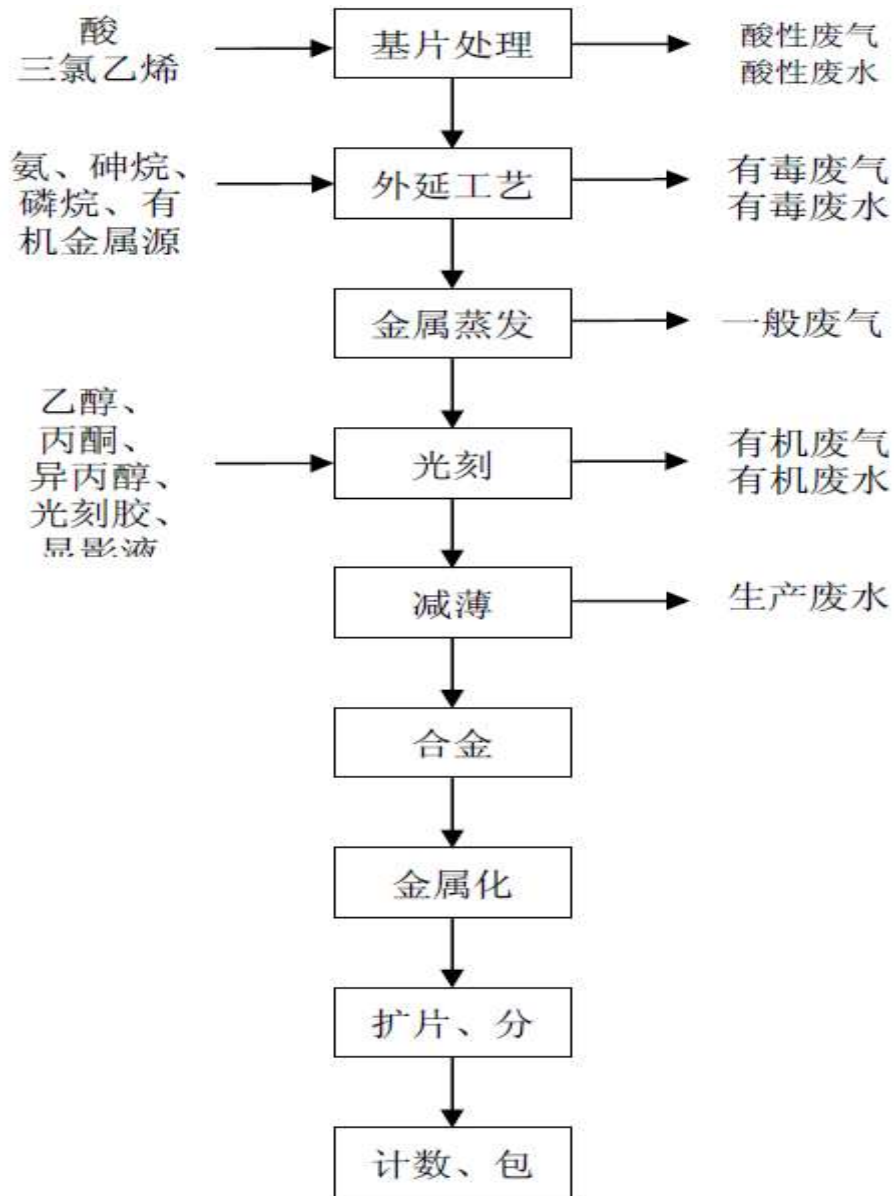 酸
三氯乙烯
基片处理
酸性废气
酸性废水
氨、砷烷、
磷烷、有
机金属源
外延工艺
有毒废气
有毒废水
金属蒸发
一般废气
乙醇、
丙酮、
异丙醇、
光刻胶、
显影液
光刻
有机废气
有机废水
减薄
生产废水
合金
金属化
扩片、分
计数、包